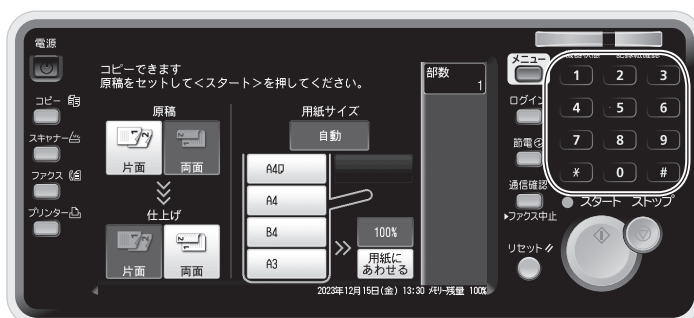 電源
コピー
スキャナー
ファクス
プリンター
コピーできます
原稿をセットして<スタート>を押してください。
原稿
片面
両面
仕上げ
片面
両面
用紙サイズ
自動
A4
A4
B4
A3
100%
用紙に
あわせる
部数
1
2023年12月15日(金) 13:30 メモリー残量 100%
メニュー
ログイン
節電
通信確認
▶ファクス中止
リセット
1 2 3
4 5 6
7 8 9
* 0 #
スタート ストップ